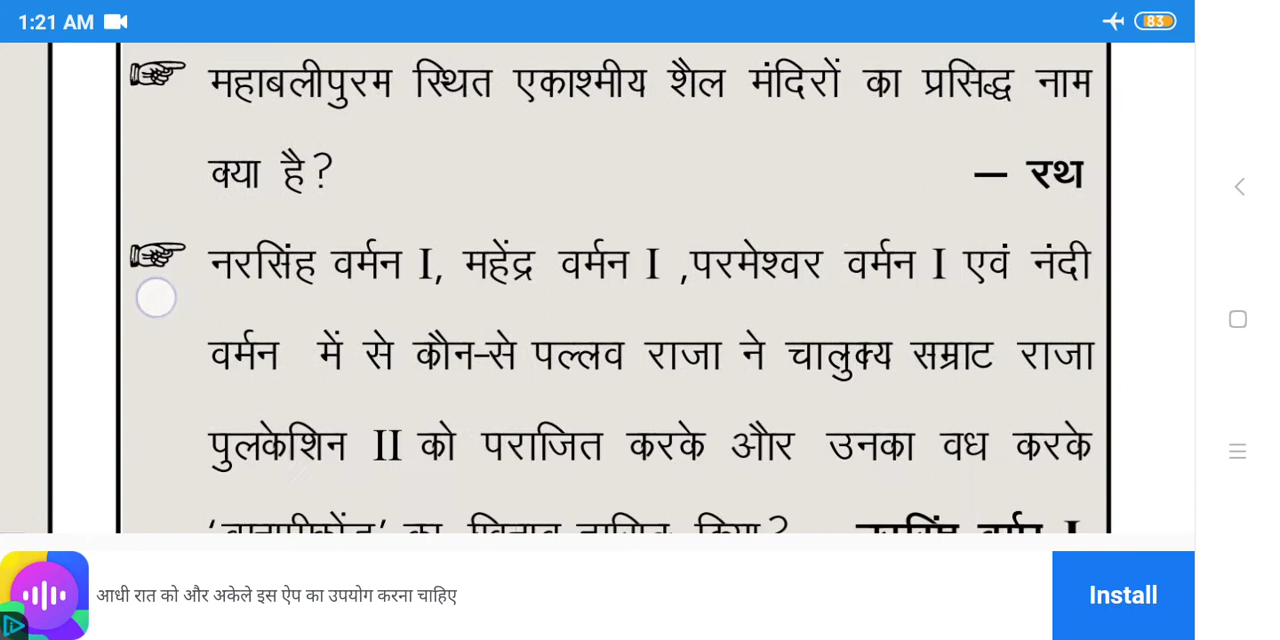 1:21 AM
83
महाबलीपुरम स्थित एकाश्मीय शैल मंदिरों का प्रसिद्ध नाम
क्या है? — रथ
नरसिंह वर्मन I, महेंद्र वर्मन I ,परमेश्वर वर्मन I एवं नंदी
वर्मन में से कौन-से पल्लव राजा ने चालुक्य सम्राट राजा
पुलकेशिन II को पराजित करके और उनका वध करके
का
आधी रात को और अकेले इस ऐप का उपयोग करना चाहिए
Install